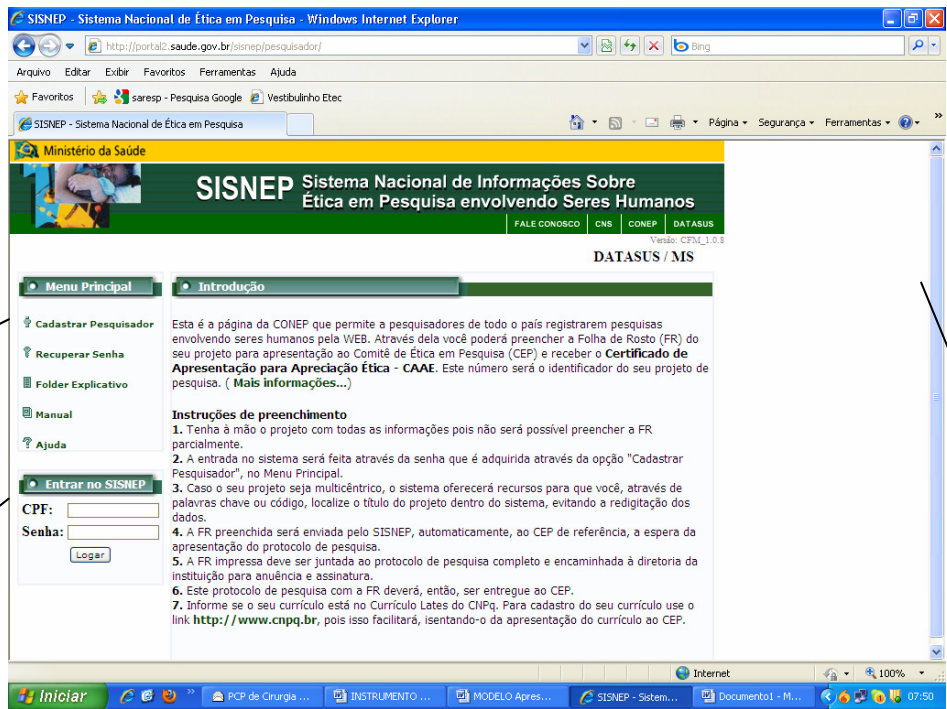 SISNEP - Sistema Nacional de Ética em Pesquisa - Windows Internet Explorer
http://portal2.saude.gov.br/sisnep/pesquisador/
Bing
Arquivo Editar Exibir Favoritos Ferramentas Ajuda
Favoritos saresp - Pesquisa Google Vestibulinho Etec
SISNEP - Sistema Nacional de Ética em Pesquisa
Página Segurança Ferramentas »
Ministério da Saúde
SISNEP Sistema Nacional de Informações Sobre
Ética em Pesquisa envolvendo Seres Humanos
FALE CONOSCO CNS CONEP DATASUS
Versão: CFM_1.0.8
DATASUS / MS
Menu Principal
Cadastrar Pesquisador
Recuperar Senha
Folder Explicativo
Manual
Ajuda
Entrar no SISNEP
CPF:
Senha:
Logar
Introdução
Esta é a página da CONEP que permite a pesquisadores de todo o país registrarem pesquisas
envolvendo seres humanos pela WEB. Através dela você poderá preencher a Folha de Rosto (FR) do
seu projeto para apresentação ao Comitê de Ética em Pesquisa (CEP) e receber o Certificado de
Apresentação para Apreciação Ética - CAAE. Este número será o identificador do seu projeto de
pesquisa. ( Mais informações...)
Instruções de preenchimento
1. Tenha à mão o projeto com todas as informações pois não será possível preencher a FR
parcialmente.
2. A entrada no sistema será feita através da senha que é adquirida através da opção "Cadastrar
Pesquisador", no Menu Principal.
3. Caso o seu projeto seja multicêntrico, o sistema oferecerá recursos para que você, através de
palavras chave ou código, localize o título do projeto dentro do sistema, evitando a redigitação dos
dados.
4. A FR preenchida será enviada pelo SISNEP, automaticamente, ao CEP de referência, a espera da
apresentação do protocolo de pesquisa.
5. A FR impressa deve ser juntada ao protocolo de pesquisa completo e encaminhada à diretoria da
instituição para anuência e assinatura.
6. Este protocolo de pesquisa com a FR deverá, então, ser entregue ao CEP.
7. Informe se o seu currículo está no Currículo Lates do CNPq. Para cadastro do seu currículo use o
link http://www.cnpq.br, pois isso facilitará, isentando-o da apresentação do currículo ao CEP.
Internet 100%
Iniciar » PCP de Cirurgia ... INSTRUMENTO ... MODELO Apres... SISNEP - Sistem... Documento1 - M... 07:50